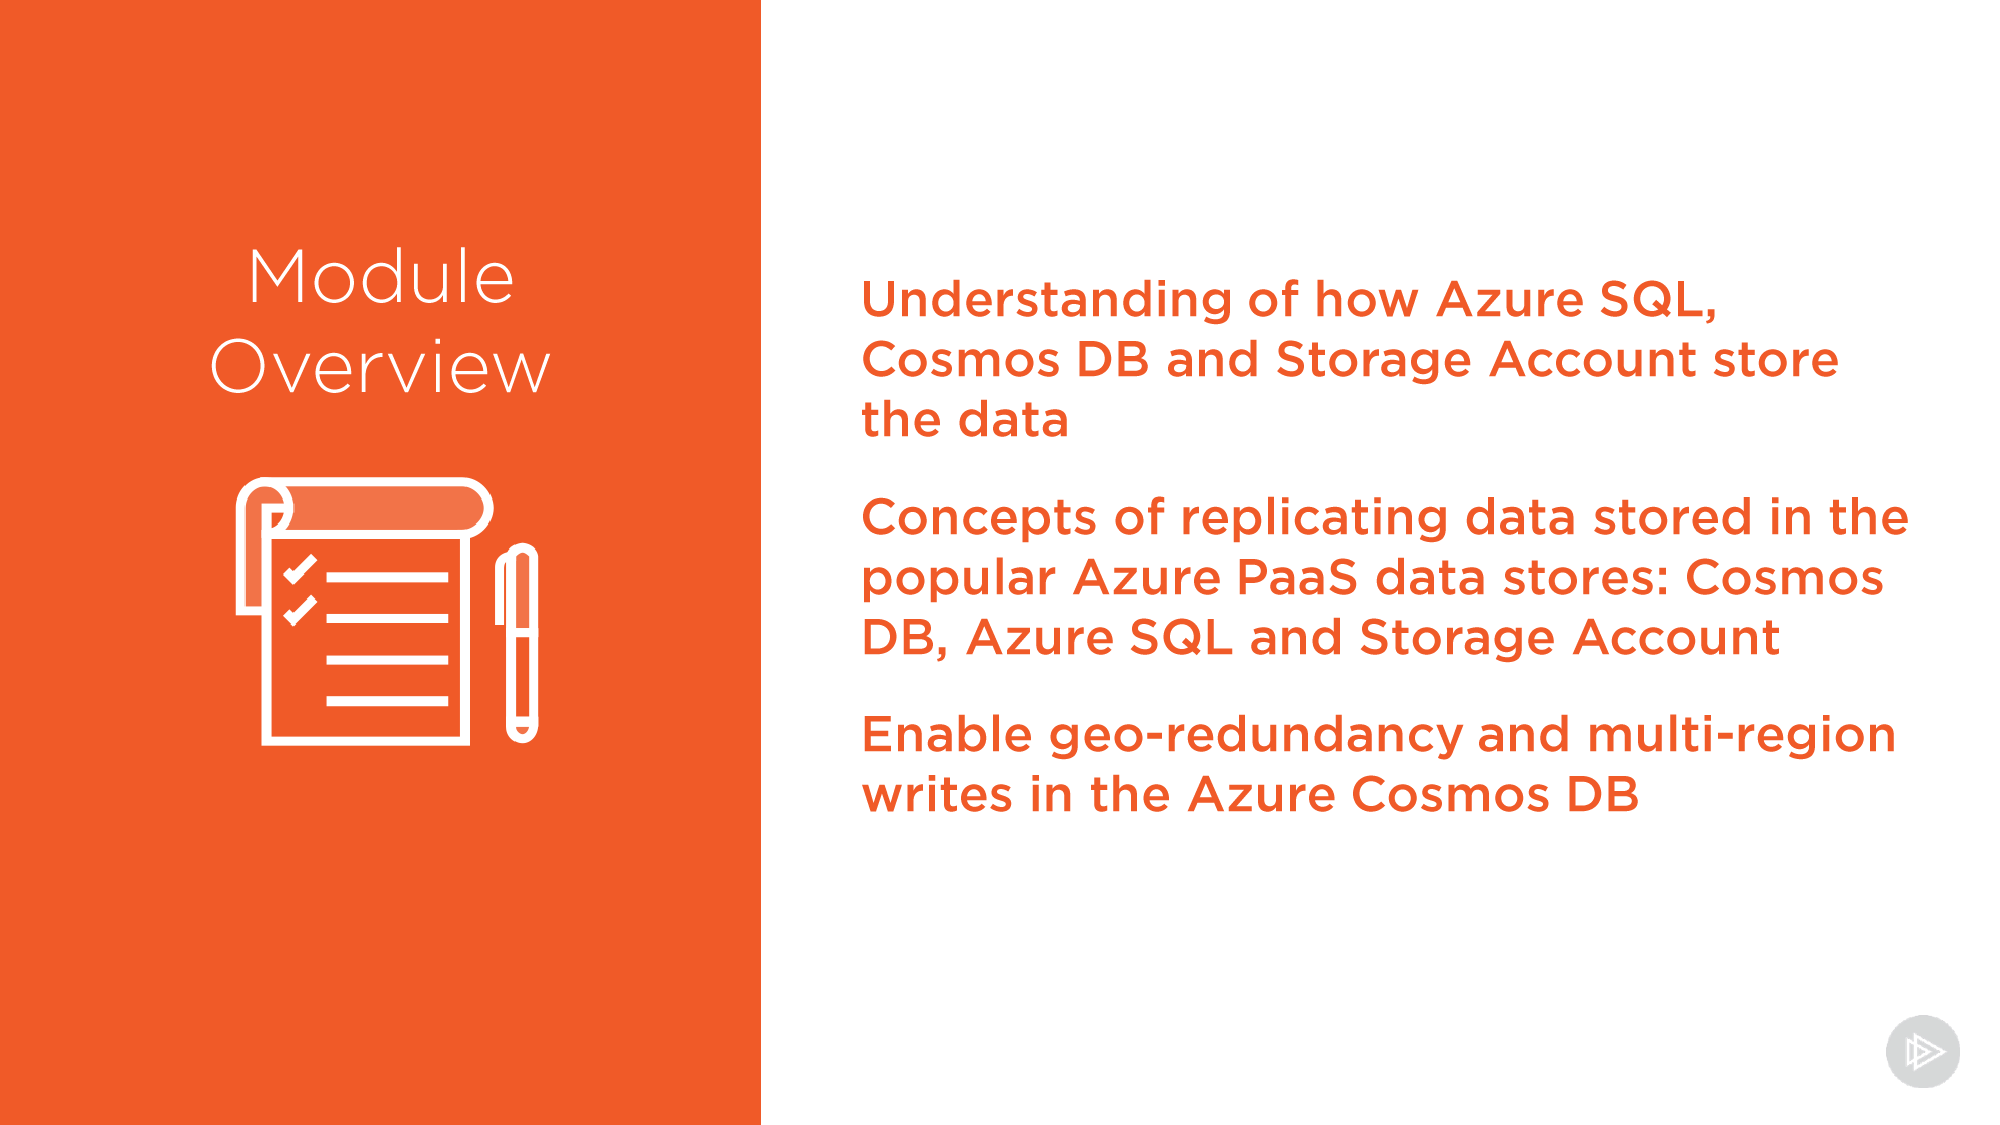 Module
Overview
Understanding of how Azure SQL,
Cosmos DB and Storage Account store
the data
Concepts of replicating data stored in the
popular Azure PaaS data stores: Cosmos
DB, Azure SQL and Storage Account
Enable geo-redundancy and multi-region
writes in the Azure Cosmos DB